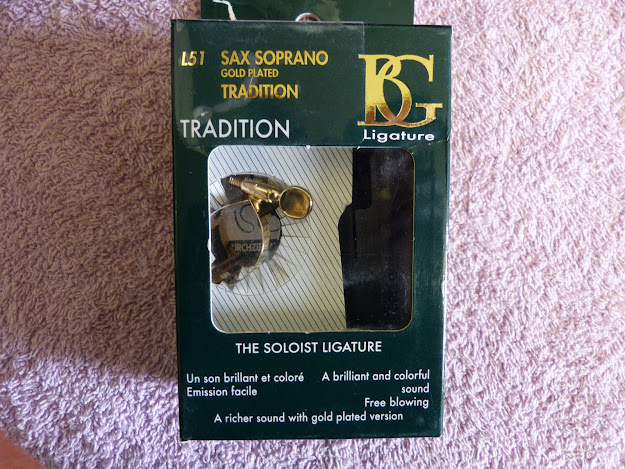 L51 SAX SOPRANO
GOLD PLATED
TRADITION
BG
Ligature
TRADITION
THE SOLOIST LIGATURE
Un son brillant et coloré
Emission facile
A brilliant and colorful
sound
Free blowing
A richer sound with gold plated version